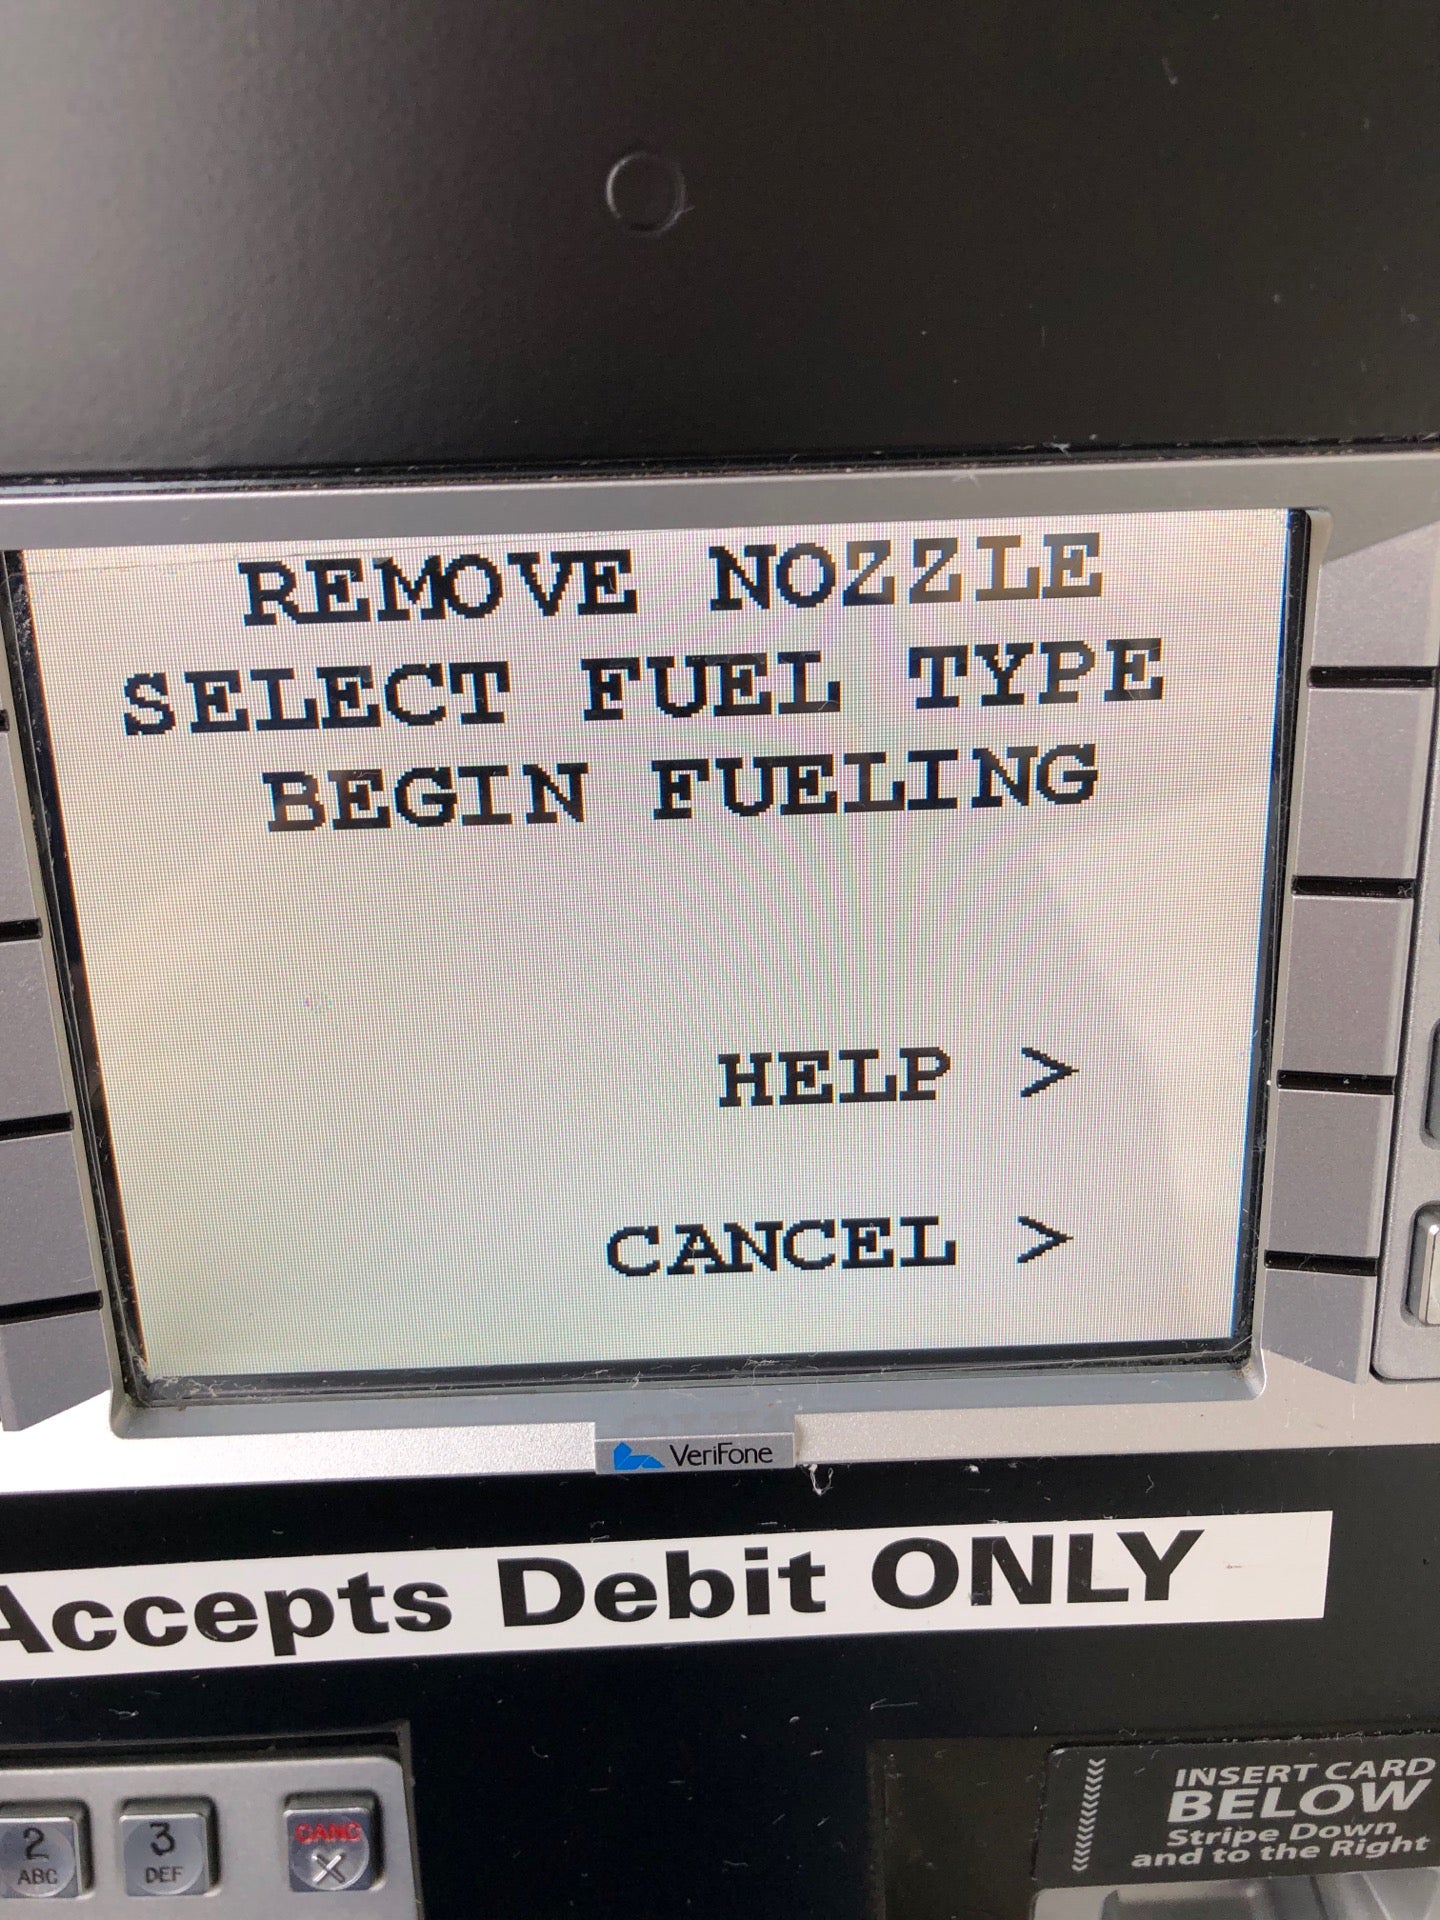 REMOVE NOZZLE
SELECT FUEL TYPE
BEGIN FUELING
HELP >
CANCEL >
VeriFone
Accepts Debit ONLY
2
ABC
3
DEF
CANC
X
INSERT CARD
BELOW
Stripe Down
and to the Right